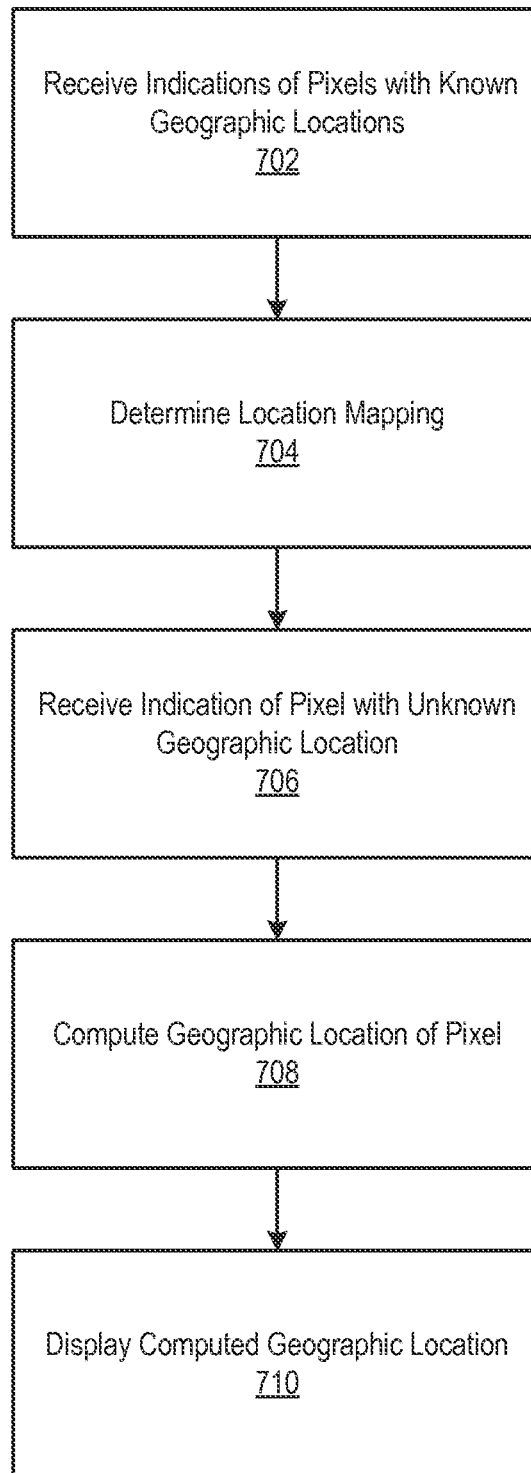 Receive Indications of Pixels with Known
Geographic Locations
702
Determine Location Mapping
704
Receive Indication of Pixel with Unknown
Geographic Location
706
Compute Geographic Location of Pixel
708
Display Computed Geographic Location
710